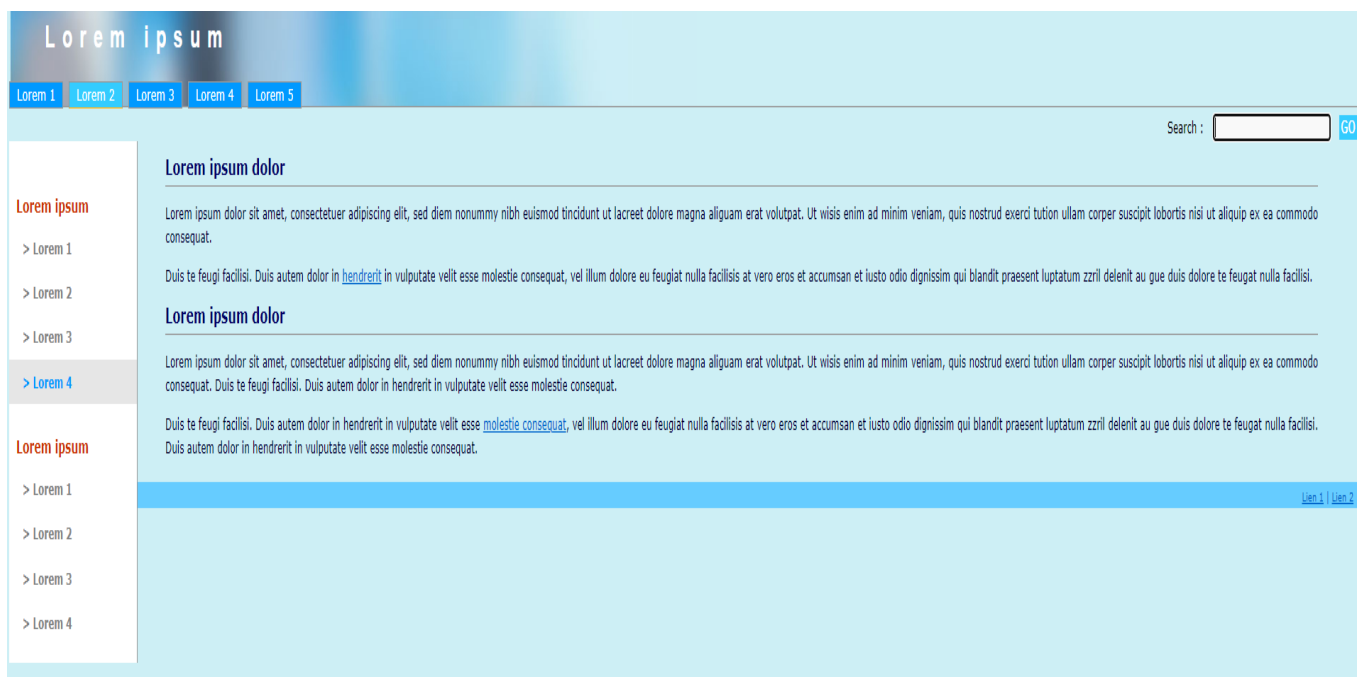 Lorem ipsum
Lorem 1 Lorem 2 Lorem 3 Lorem 4 Lorem 5
Search : GO
Lorem ipsum
> Lorem 1
> Lorem 2
> Lorem 3
> Lorem 4
Lorem ipsum
> Lorem 1
> Lorem 2
> Lorem 3
> Lorem 4
Lorem ipsum dolor
Lorem ipsum dolor sit amet, consectetuer adipiscing elit, sed diem nonummy nibh euismod tincidunt ut lacreet dolore magna aliguam erat volutpat. Ut wisis enim ad minim veniam, quis nostrud exerci tution ullam corper suscipit lobortis nisi ut aliquip ex ea commodo
consequat.
Duis te feugi facilisi. Duis autem dolor in hendrerit in vulputate velit esse molestie consequat, vel illum dolore eu feugiat nulla facilisis at vero eros et accumsan et iusto odio dignissim qui blandit praesent luptatum zzril delenit au gue duis dolore te feugat nulla facilisi.
Lorem ipsum dolor
Lorem ipsum dolor sit amet, consectetuer adipiscing elit, sed diem nonummy nibh euismod tincidunt ut lacreet dolore magna aliguam erat volutpat. Ut wisis enim ad minim veniam, quis nostrud exerci tution ullam corper suscipit lobortis nisi ut aliquip ex ea commodo
consequat. Duis te feugi facilisi. Duis autem dolor in hendrerit in vulputate velit esse molestie consequat.
Duis te feugi facilisi. Duis autem dolor in hendrerit in vulputate velit esse molestie consequat, vel illum dolore eu feugiat nulla facilisis at vero eros et accumsan et iusto odio dignissim qui blandit praesent luptatum zzril delenit au gue duis dolore te feugat nulla facilisi.
Duis autem dolor in hendrerit in vulputate velit esse molestie consequat.
Lien 1 | Lien 2